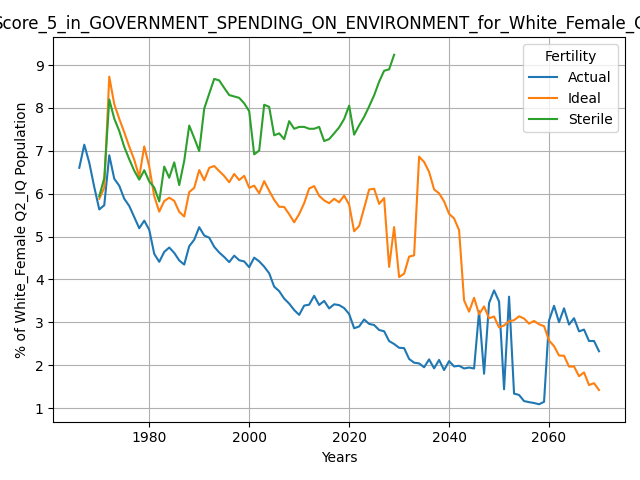 Score_5_in_GOVERNMENT_SPENDING_ON_ENVIRONMENT_for_White_Female_
Fertility
Actual
Ideal
Sterile
% of White_Female Q2_IQ Population
9
8
7
6
5
4
3
2
1
1980
2000
2020
2040
2060
Years